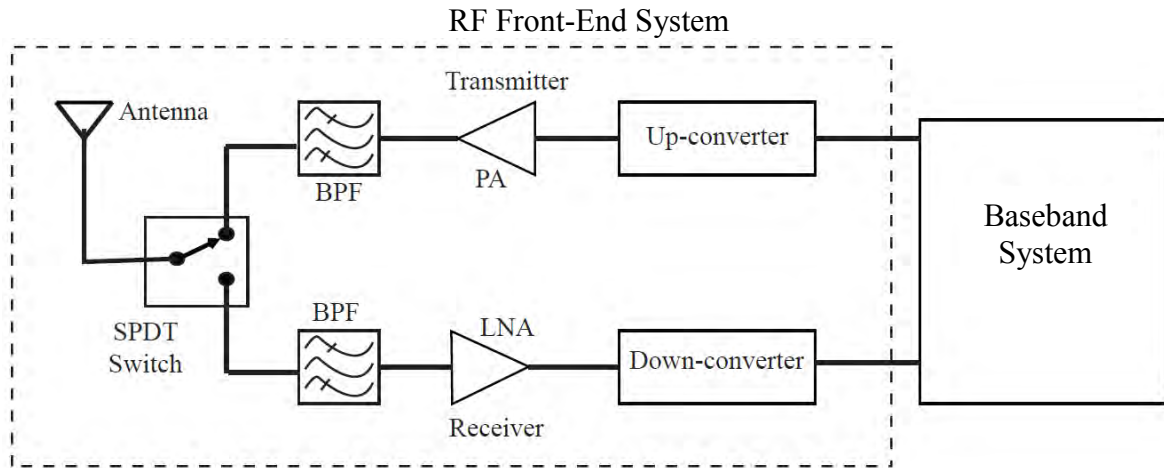 RF Front-End System
Antenna
Transmitter
PA
BPF
Up-converter
Baseband
System
SPDT
Switch
BPF
LNA
Receiver
Down-converter